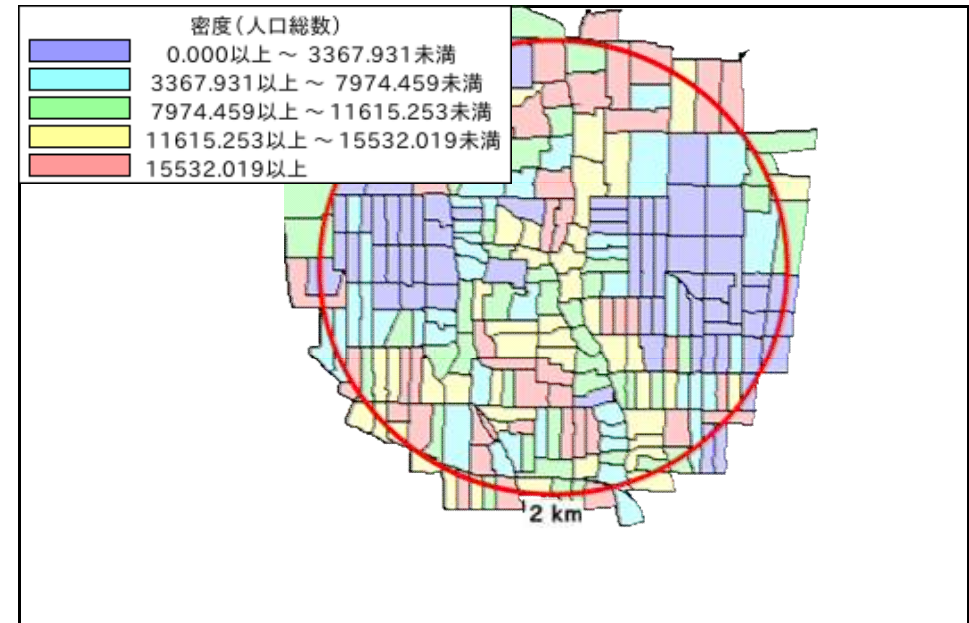 密度(人口総数)
0.000以上 ~ 3367.931未満
3367.931以上 ~ 7974.459未満
7974.459以上 ~ 11615.253未満
11615.253以上 ~ 15532.019未満
15532.019以上
2 km